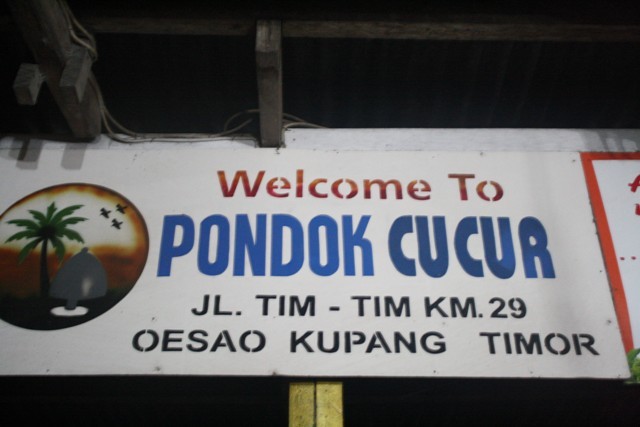 Welcome To
PONDOK CUCUR
JL. TIM - TIM KM. 29
OESAO KUPANG TIMOR